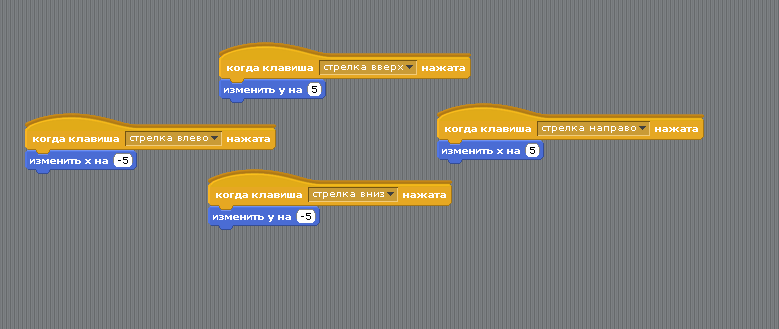 когда клавиша стрелка вверх нажата
изменить y на 5
когда клавиша стрелка влево нажата
изменить x на -5
когда клавиша стрелка направо нажата
изменить x на 5
когда клавиша стрелка вниз нажата
изменить y на -5